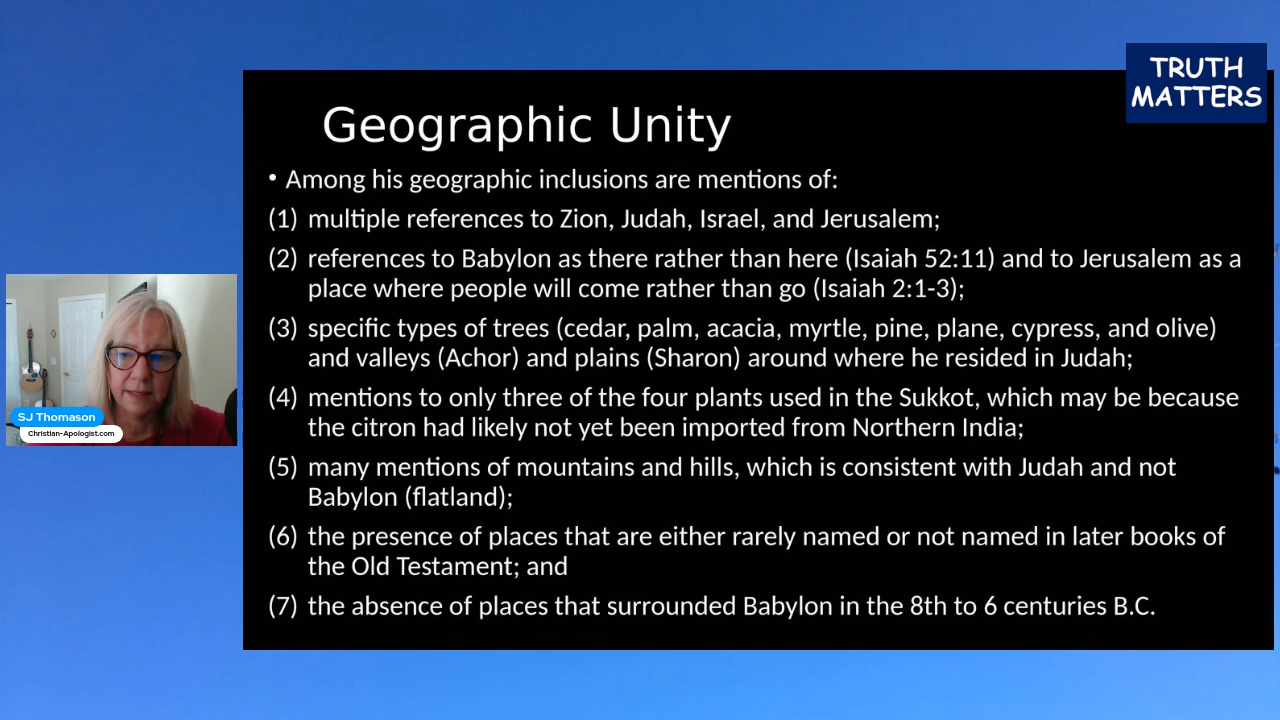 TRUTH
MATTERS
Geographic Unity
• Among his geographic inclusions are mentions of:
(1) multiple references to Zion, Judah, Israel, and Jerusalem;
(2) references to Babylon as there rather than here (Isaiah 52:11) and to Jerusalem as a
place where people will come rather than go (Isaiah 2:1-3);
(3) specific types of trees (cedar, palm, acacia, myrtle, pine, plane, cypress, and olive)
and valleys (Achor) and plains (Sharon) around where he resided in Judah;
(4) mentions to only three of the four plants used in the Sukkot, which may be because
the citron had likely not yet been imported from Northern India;
(5) many mentions of mountains and hills, which is consistent with Judah and not
Babylon (flatland);
(6) the presence of places that are either rarely named or not named in later books of
the Old Testament; and
(7) the absence of places that surrounded Babylon in the 8th to 6 centuries B.C.
SJ Thomason
Christian-Apologist.com